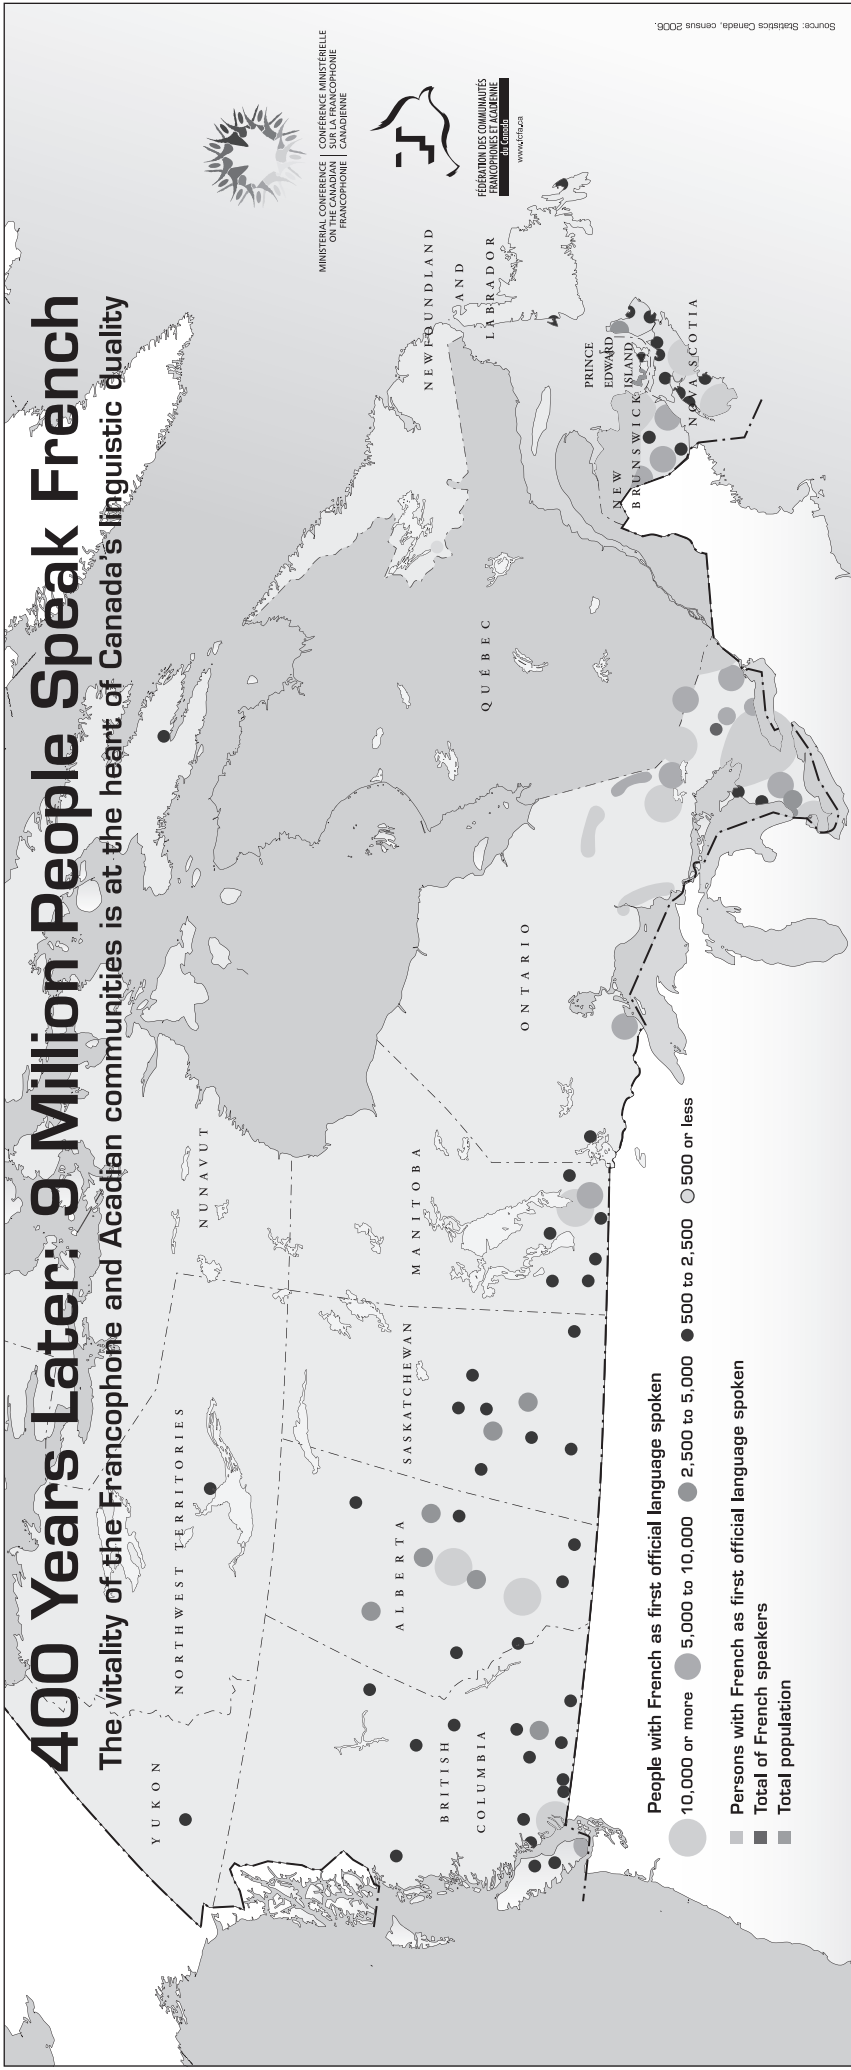 400 Years Later: 9 Million People Speak French
The vitality of the Francophone and Acadian communities is at the heart of Canada's linguistic duality
MINISTERIAL CONFERENCE
ON THE CANADIAN
FRANCOPHONIE
CONFÉRENCE MINISTÉRIELLE
SUR LA FRANCOPHONIE
CANADIENNE
FÉDÉRATION DES COMMUNAUTÉS
FRANCOPHONES ET ACADIENNE
du Canada
www.fcfa.ca
YUKON
NORTHWEST TERRITORIES
NUNAVUT
BRITISH
COLUMBIA
ALBERTA
SASKATCHEWAN
MANITOBA
ONTARIO
QUÉBEC
NEWFOUNDLAND
AND
LABRADOR
PRINCE
EDWARD
ISLAND
NEW
BRUNSWICK
NOVA SCOTIA
People with French as first official language spoken
10,000 or more
5,000 to 10,000
2,500 to 5,000
500 to 2,500
500 or less
Persons with French as first official language spoken
Total of French speakers
Total population
Source: Statistics Canada, census 2006.